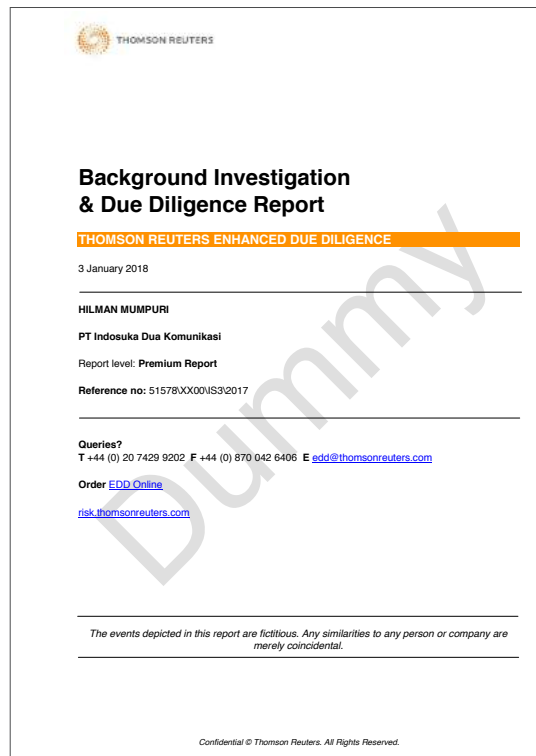 THOMSON REUTERS
Background Investigation
& Due Diligence Report
THOMSON REUTERS ENHANCED DUE DILIGENCE
3 January 2018
HILMAN MUMPURI
PT Indosuka Dua Komunikasi
Report level: Premium Report
Reference no: 51578\XX00\IS3\2017
Queries?
T +44 (0) 20 7429 9202 F +44 (0) 870 042 6406 E edd@thomsonreuters.com
Order EDD Online
risk.thomsonreuters.com
Dummy
The events depicted in this report are fictitious. Any similarities to any person or company are
merely coincidental.
Confidential © Thomson Reuters. All Rights Reserved.